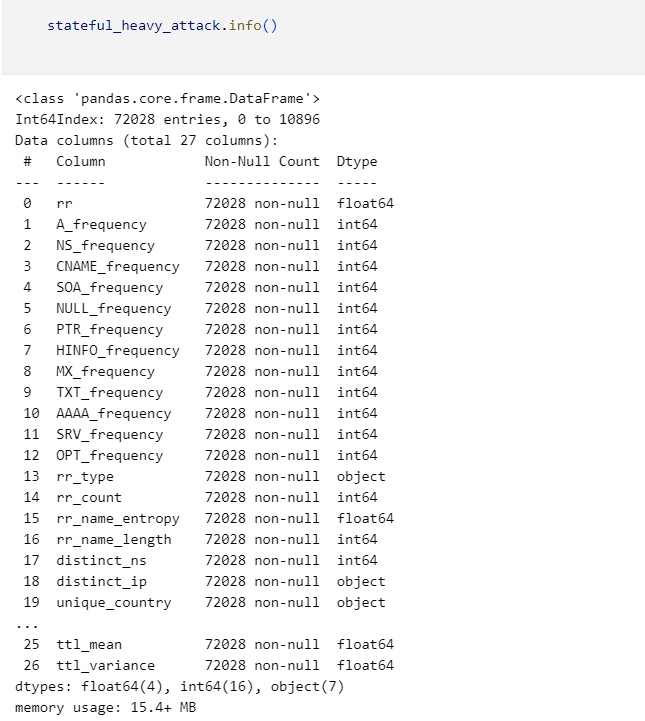 stateful_heavy_attack.info()
<class 'pandas.core.frame.DataFrame'>
Int64Index: 72028 entries, 0 to 10896
Data columns (total 27 columns):
 #   Column          Non-Null Count  Dtype
---  ------          --------------  -----
 0   rr              72028 non-null  float64
 1   A_frequency     72028 non-null  int64
 2   NS_frequency    72028 non-null  int64
 3   CNAME_frequency  72028 non-null  int64
 4   SOA_frequency   72028 non-null  int64
 5   NULL_frequency  72028 non-null  int64
 6   PTR_frequency   72028 non-null  int64
 7   HINFO_frequency  72028 non-null  int64
 8   MX_frequency    72028 non-null  int64
 9   TXT_frequency   72028 non-null  int64
 10  AAAA_frequency  72028 non-null  int64
 11  SRV_frequency   72028 non-null  int64
 12  OPT_frequency   72028 non-null  int64
 13  rr_type         72028 non-null  object
 14  rr_count        72028 non-null  int64
 15  rr_name_entropy  72028 non-null  float64
 16  rr_name_length  72028 non-null  int64
 17  distinct_ns     72028 non-null  int64
 18  distinct_ip     72028 non-null  object
 19  unique_country  72028 non-null  object
...
 25  ttl_mean        72028 non-null  float64
 26  ttl_variance    72028 non-null  float64
dtypes: float64(4), int64(16), object(7)
memory usage: 15.4+ MB